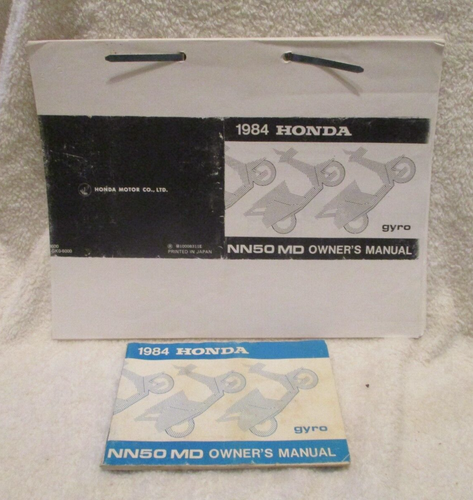 1984 HONDA
HONDA MOTOR CO., LTD.
gyro
PRINTED IN JAPAN
NN50 MD OWNER'S MANUAL
1984 HONDA
gyro
NN50 MD OWNER'S MANUAL